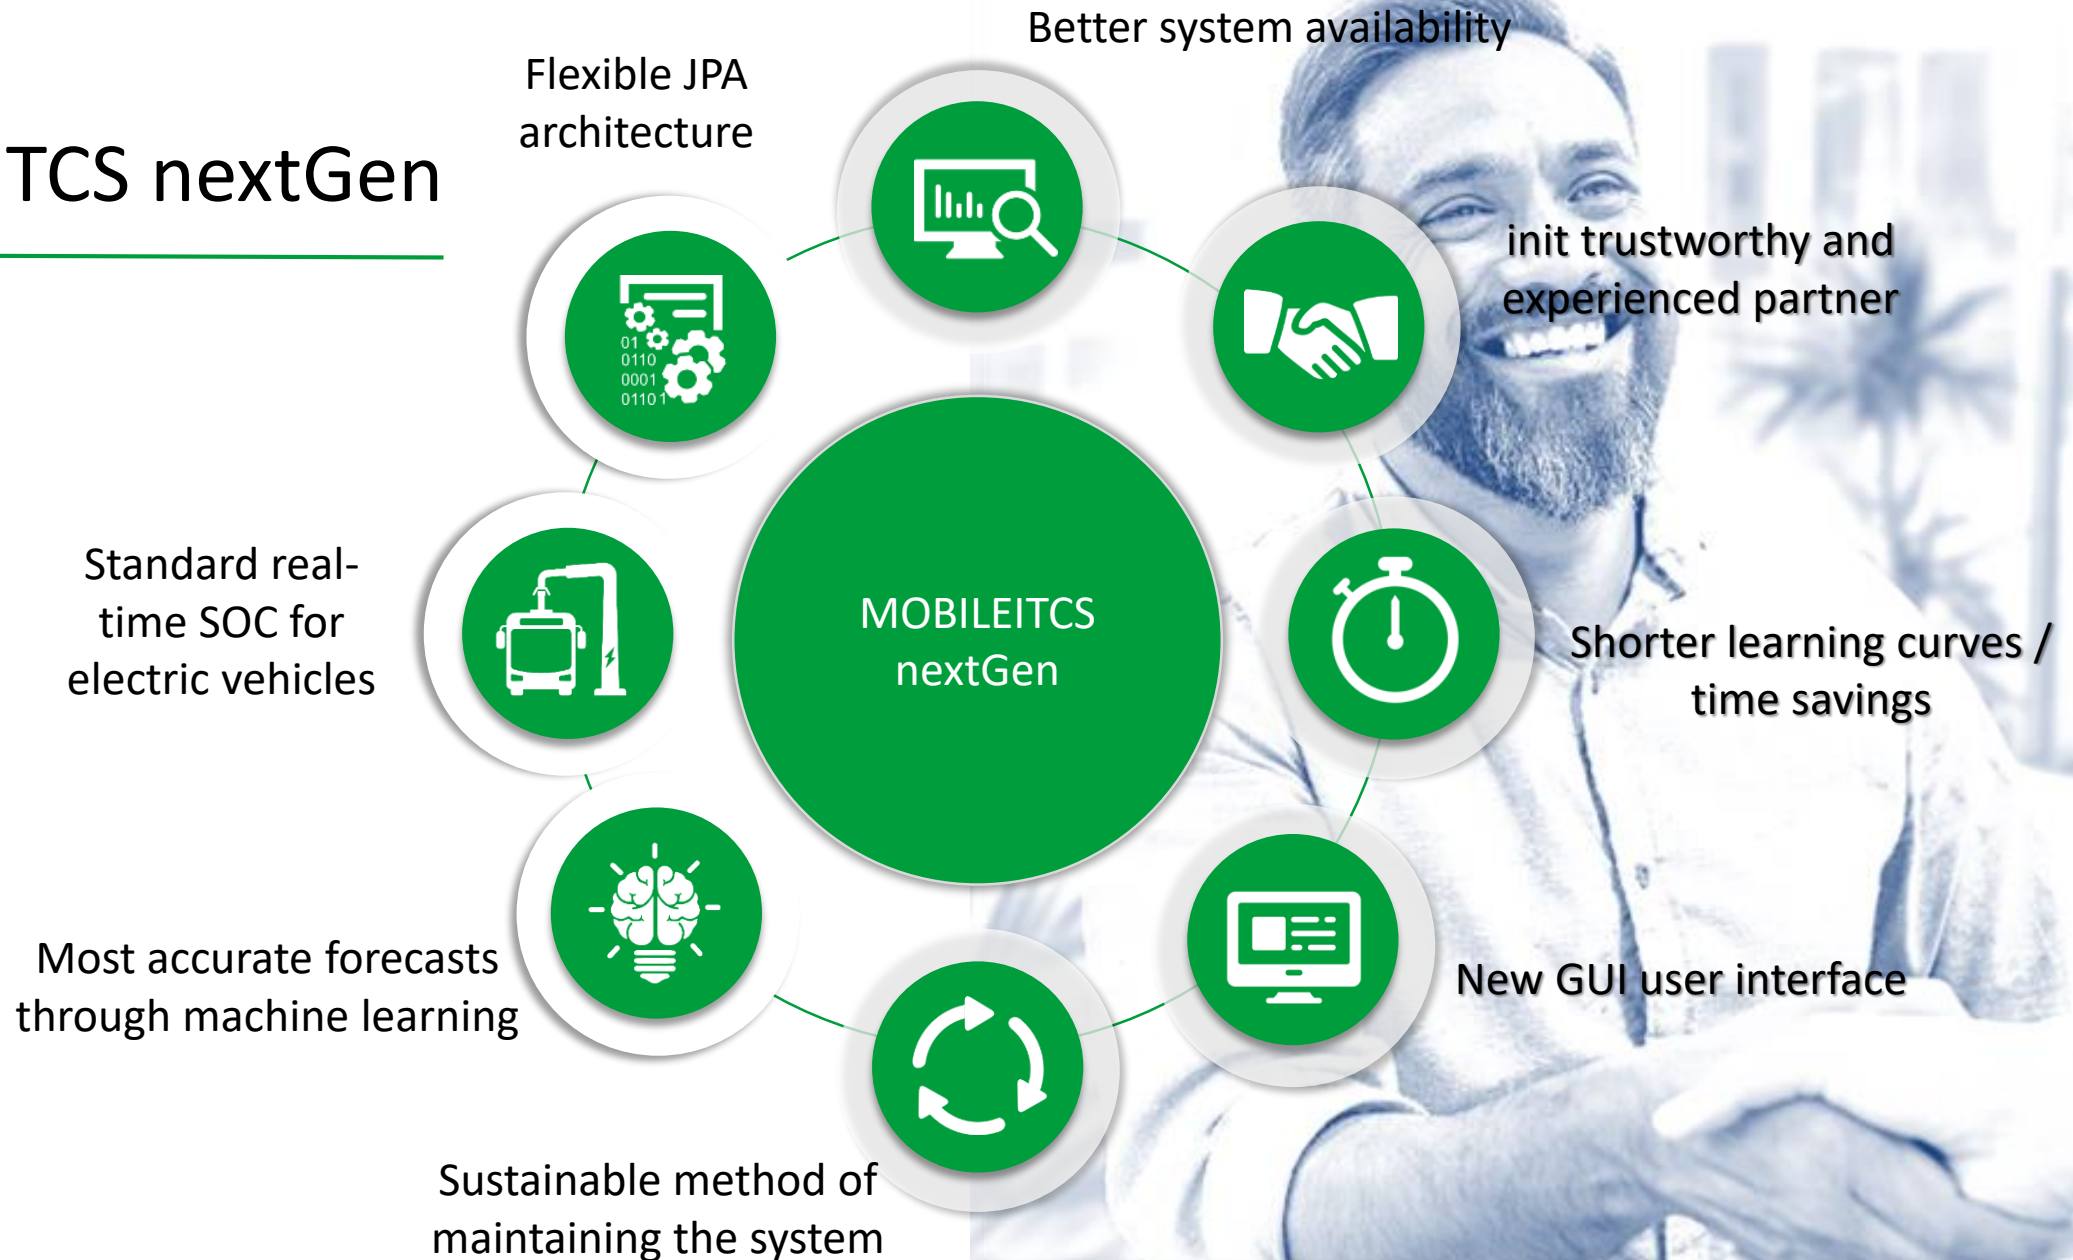 TCS nextGen
Flexible JPA
architecture
Better system availability
init trustworthy and
experienced partner
01
0110
0001
0110 1
MOBILEITCS
nextGen
Standard real-
time SOC for
electric vehicles
Shorter learning curves /
time savings
Most accurate forecasts
through machine learning
New GUI user interface
Sustainable method of
maintaining the system